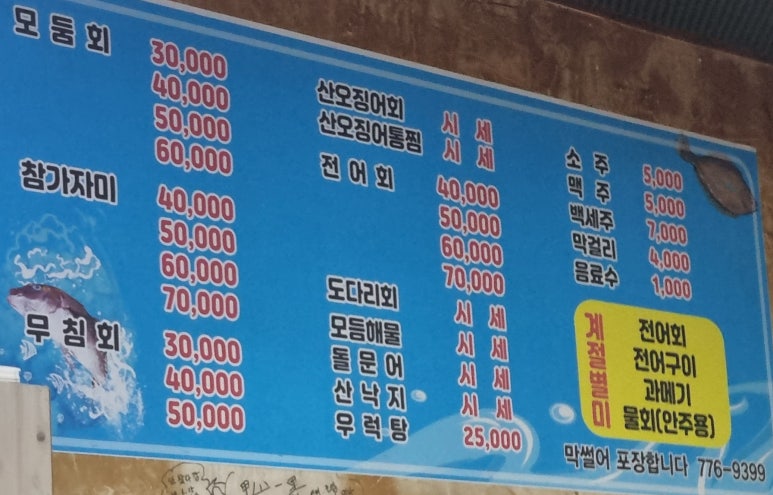 모둠회 30,000
40,000
50,000
60,000
참가자미 40,000
50,000
60,000
70,000
무침회 30,000
40,000
50,000
산오징어회 시세
산오징어통찜 시세
전어회 40,000
50,000
60,000
70,000
도다리회 시세
모듬해물 시세
돌문어 시세
산낙지 시세
우럭탕 25,000
소주 5,000
맥주 5,000
백세주 7,000
막걸리 4,000
음료수 1,000
계절별미
전어회
전어구이
과메기
물회(안주용)
막썰어 포장합니다 776-9399